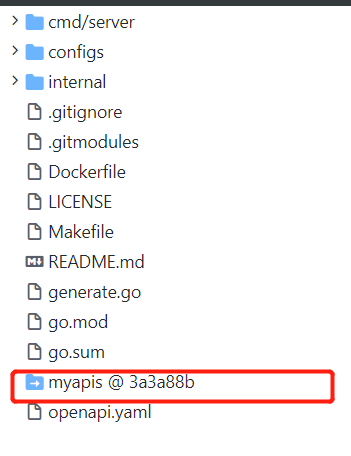 cmd/server
configs
internal
.gitignore
.gitmodules
Dockerfile
LICENSE
Makefile
README.md
generate.go
go.mod
go.sum
myapis @ 3a3a88b
openapi.yaml